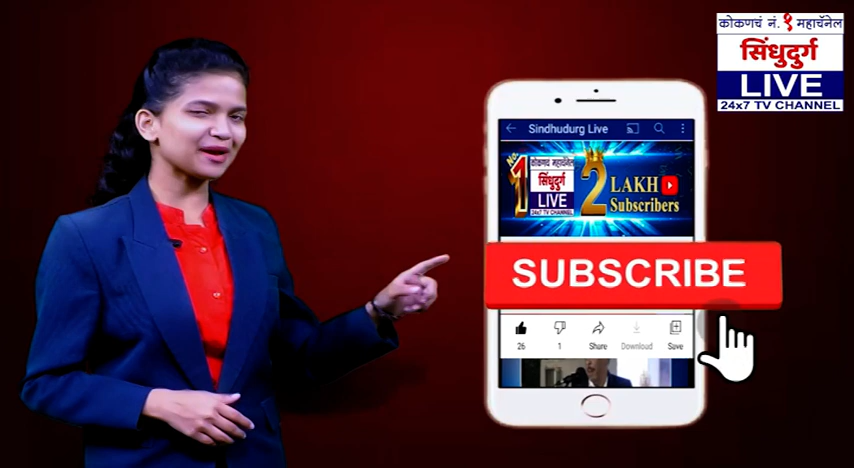 कोकणचं नं. १ महाचॅनेल
सिंधुदुर्ग
LIVE
24x7 TV CHANNEL
Sindhudurg Live
No.
1
कोकणचं महाचॅनेल
सिंधुदुर्ग
LIVE
24x7 TV CHANNEL
2
LAKH
Subscribers
SUBSCRIBE
26
1
Share
Download
Save